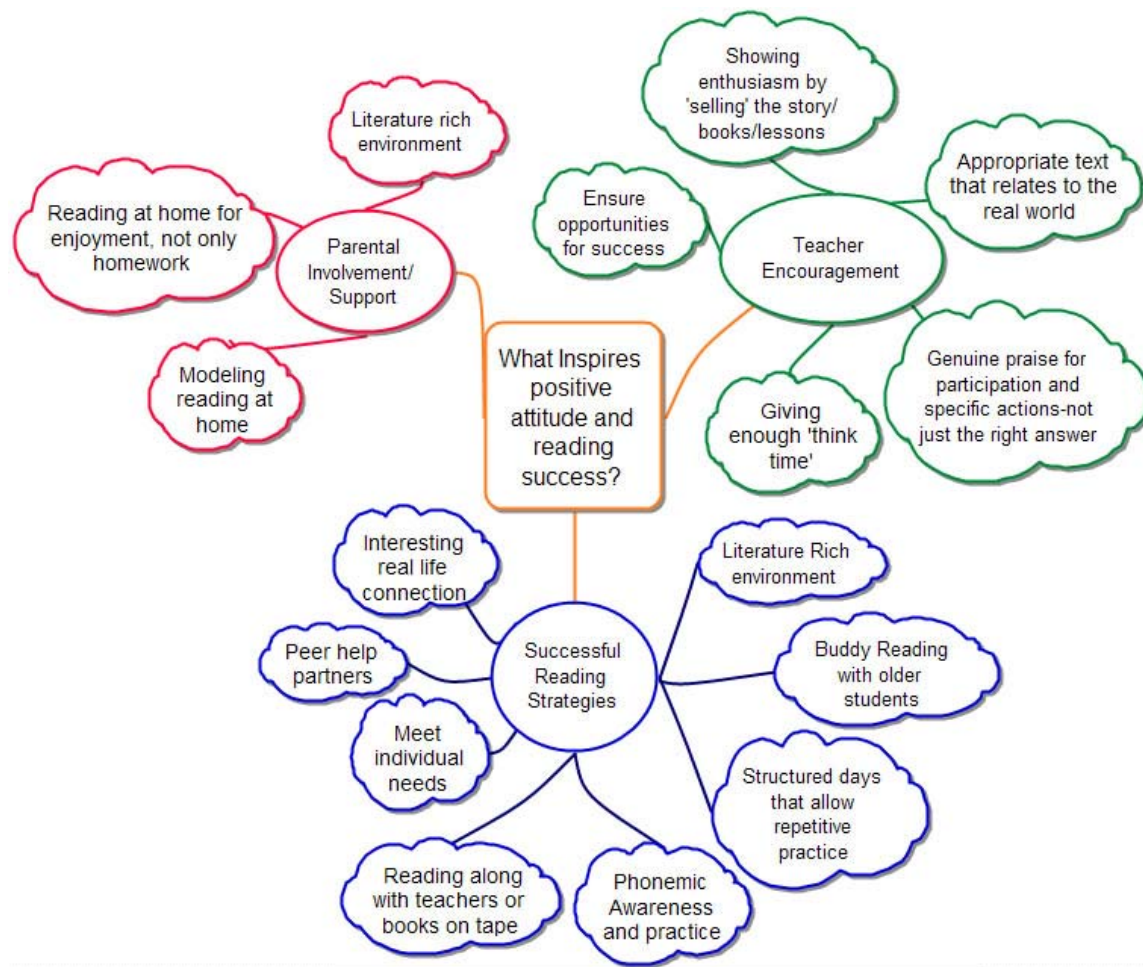 What Inspires
positive
attitude and
reading
success?
Parental
Involvement/
Support
Literature rich
environment
Reading at home for
enjoyment, not only
homework
Modeling
reading at
home
Teacher
Encouragement
Showing
enthusiasm by
'selling' the story/
books/lessons
Appropriate text
that relates to the
real world
Ensure
opportunities
for success
Giving
enough 'think
time'
Genuine praise for
participation and
specific actions-not
just the right answer
Successful
Reading
Strategies
Interesting
real life
connection
Peer help
partners
Meet
individual
needs
Reading along
with teachers or
books on tape
Phonemic
Awareness
and practice
Structured days
that allow
repetitive
practice
Buddy Reading
with older
students
Literature Rich
environment